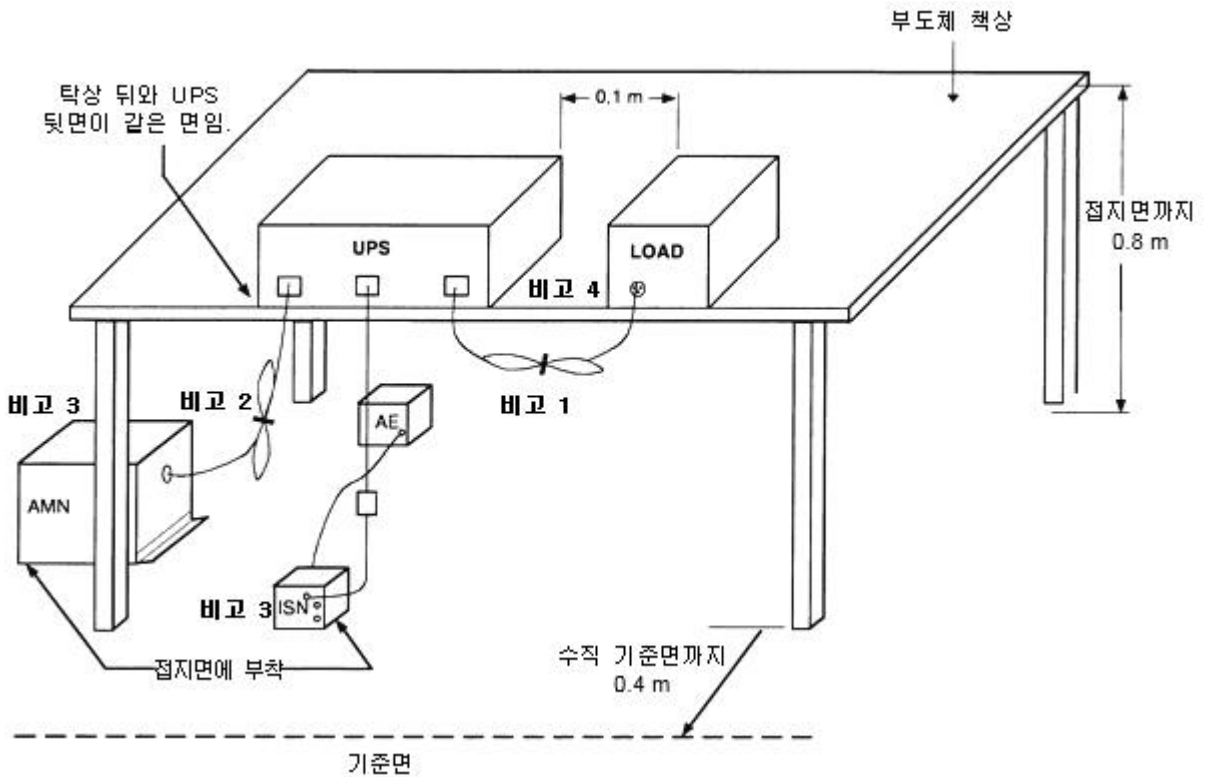 부도체 책상
탁상 뒤와 UPS
뒷면이 같은 면임.
0.1 m
접지면까지
0.8 m
UPS
LOAD
비고 4
비고 3
비고 2
비고 1
AE
AMN
비고 3
ISN
접지면에 부착
수직 기준면까지
0.4 m
기준면